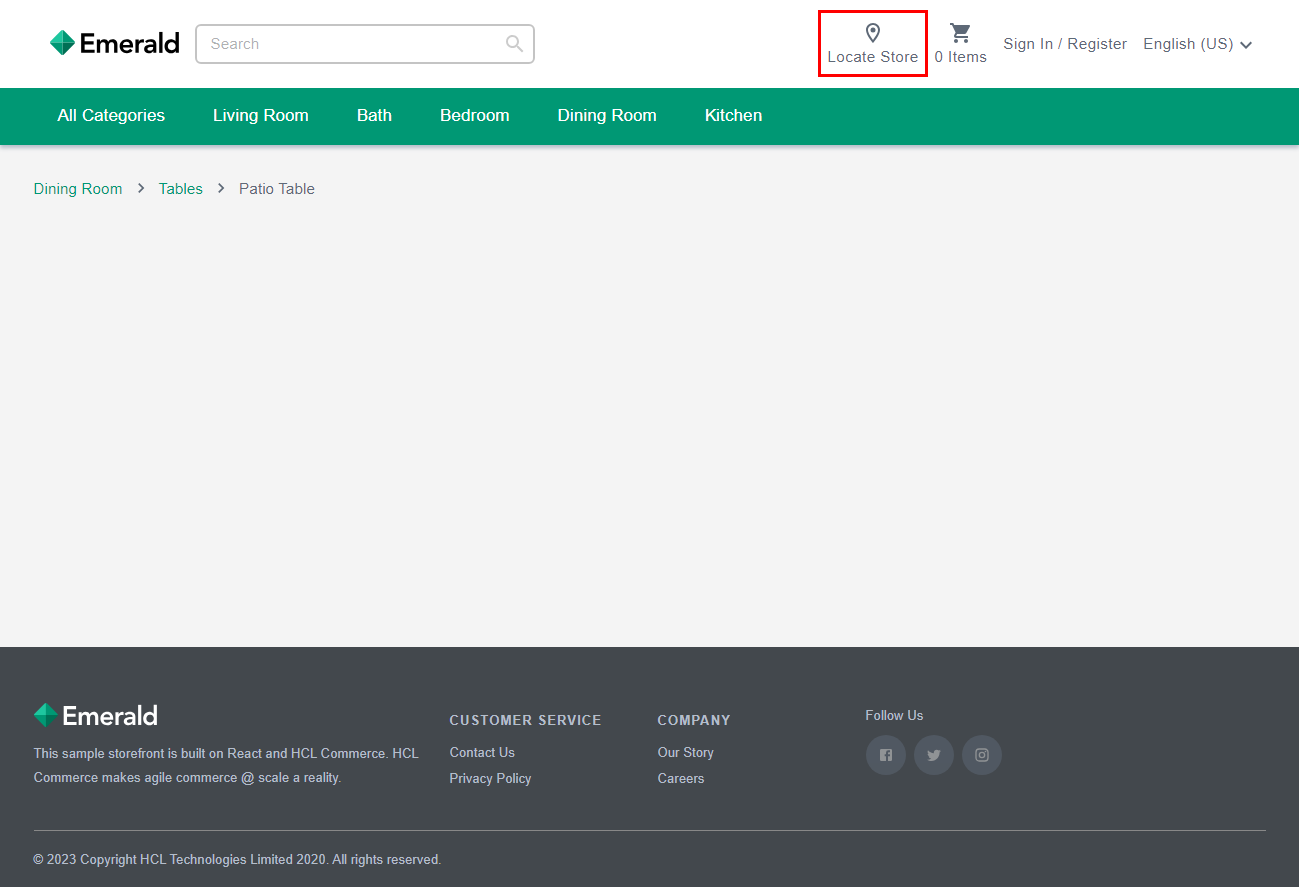 Emerald
Search
Locate Store
0 Items
Sign In / Register
English (US)
All Categories
Living Room
Bath
Bedroom
Dining Room
Kitchen
Dining Room
Tables
Patio Table
Emerald
This sample storefront is built on React and HCL Commerce. HCL
Commerce makes agile commerce @ scale a reality.
CUSTOMER SERVICE
Contact Us
Privacy Policy
COMPANY
Our Story
Careers
Follow Us
© 2023 Copyright HCL Technologies Limited 2020. All rights reserved.